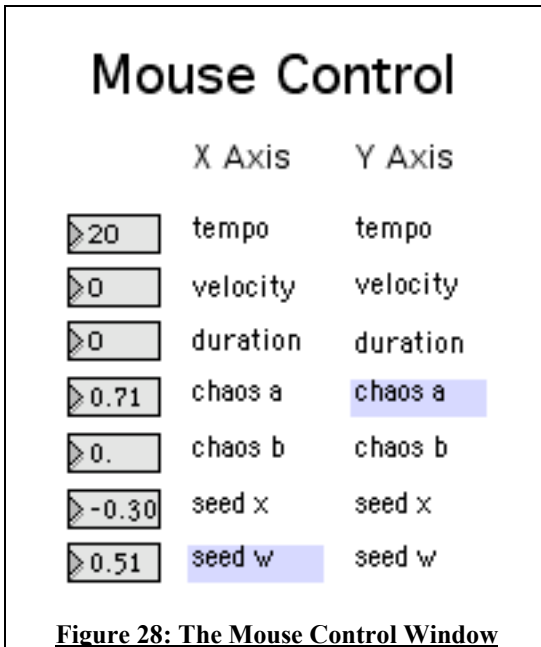 Mouse Control
X Axis Y Axis
20 tempo tempo
0 velocity velocity
0 duration duration
0.71 chaos a chaos a
0. chaos b chaos b
-0.30 seed x seed x
0.51 seed w seed w
Figure 28: The Mouse Control Window